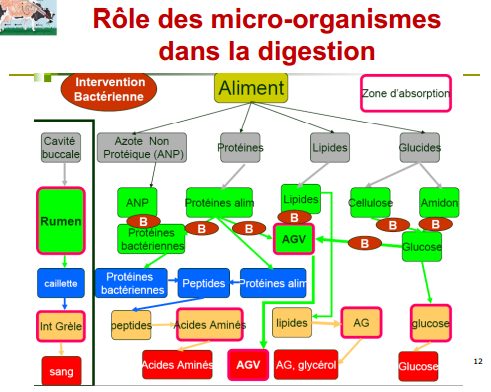 Rôle des micro-organismes
dans la digestion
Intervention
Bactérienne
Aliment
Zone d'absorption
Cavité
buccale
Azote Non
Protéique (ANP)
Protéines
Lipides
Glucides
Rumen
ANP
Protéines alim
Lipides
Cellulose
Amidon
B
B
B
B
B
B
B
Protéines
bactériennes
AGV
Glucose
caillette
Protéines
bactériennes
Peptides
Protéines alim
Int Grêle
peptides
Acides Aminés
lipides
AG
glucose
12
sang
Acides Aminés
AGV
AG, glycérol
Glucose